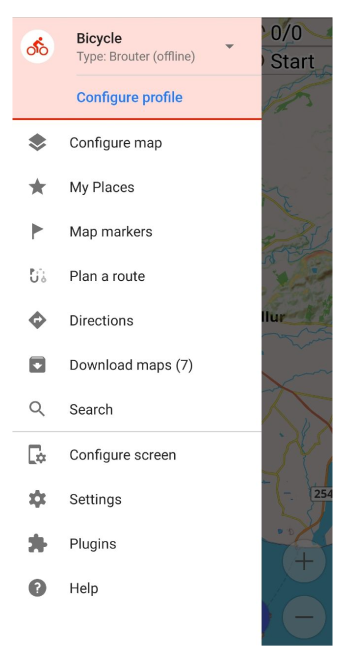 Bicycle
Type: Brouter (offline)
Configure profile
0/0
Start
Configure map
My Places
Map markers
Plan a route
Directions
llur
Download maps (7)
Search
Configure screen
Settings
254
Plugins
Help